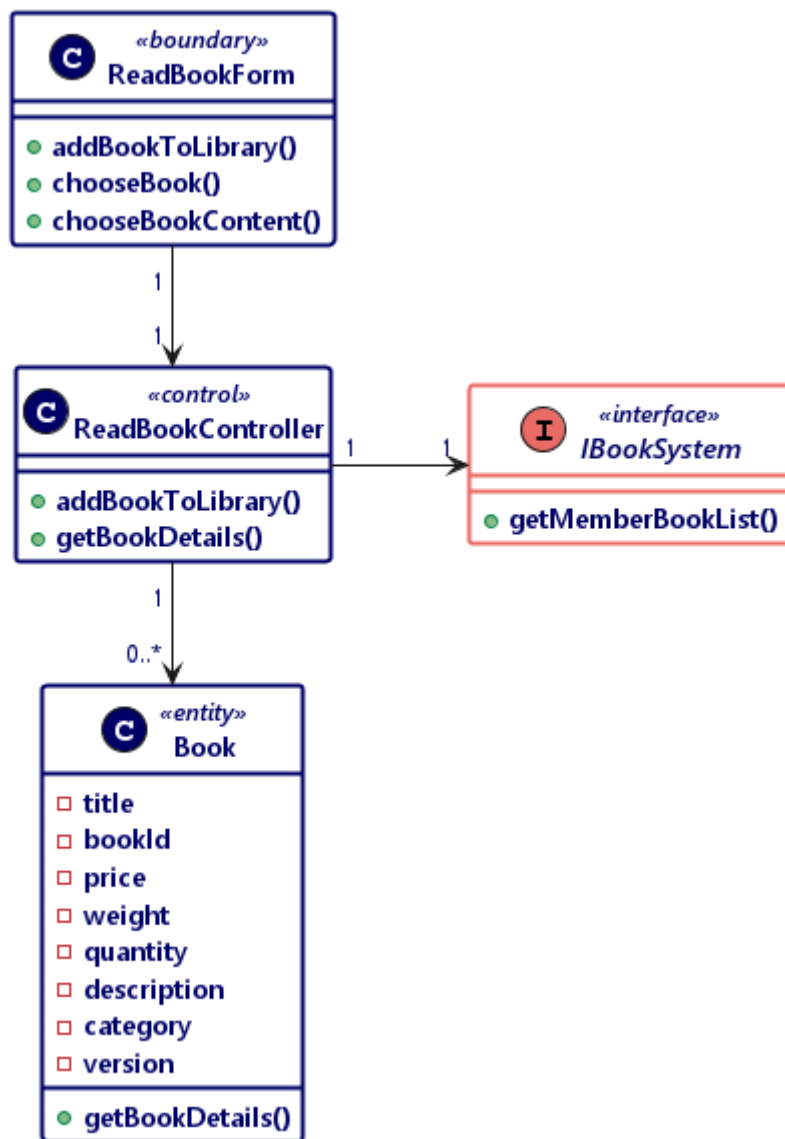 C
«boundary»
ReadBookForm
addBookToLibrary()
chooseBook()
chooseBookContent()
1
1
C
«control»
ReadBookController
addBookToLibrary()
getBookDetails()
1
1
I
«interface»
IBookSystem
getMemberBookList()
1
0..*
C
«entity»
Book
title
bookId
price
weight
quantity
description
category
version
getBookDetails()